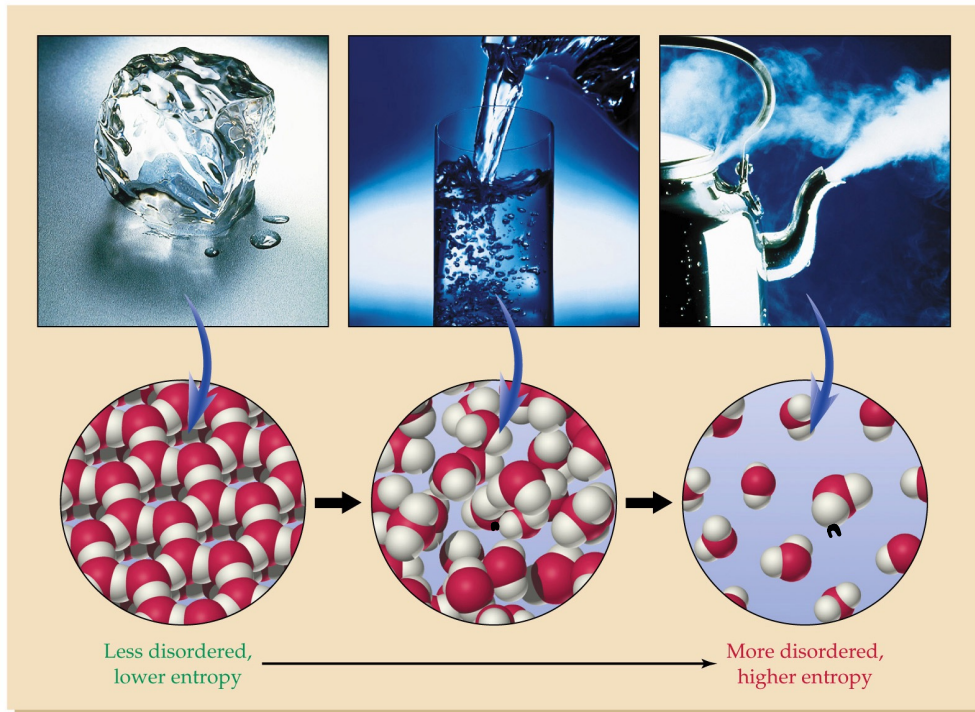 Less disordered,
lower entropy
More disordered,
higher entropy